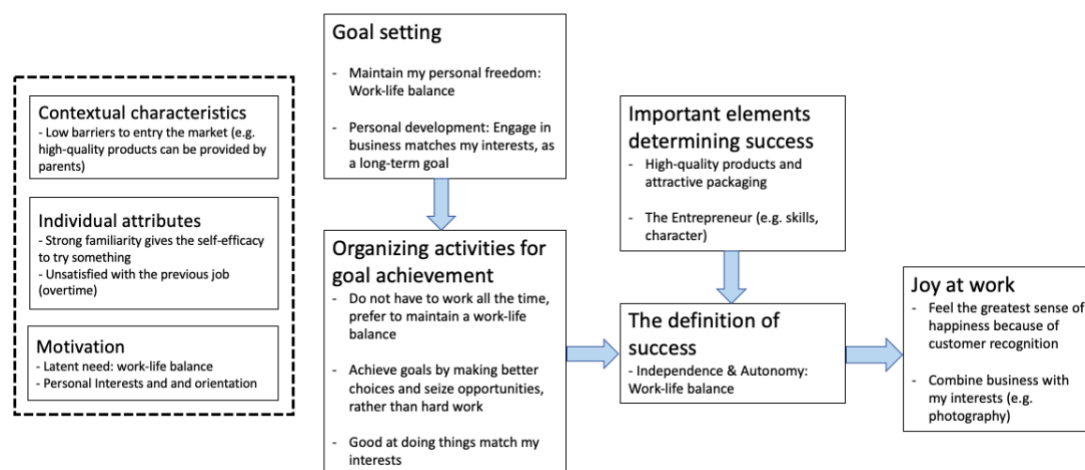 Contextual characteristics
- Low barriers to entry the market (e.g.
high-quality products can be provided by
parents)
Individual attributes
- Strong familiarity gives the self-efficacy
to try something
- Unsatisfied with the previous job
(overtime)
Motivation
- Latent need: work-life balance
- Personal Interests and and orientation
Goal setting
- Maintain my personal freedom:
Work-life balance
- Personal development: Engage in
business matches my interests, as
a long-term goal
Organizing activities for
goal achievement
- Do not have to work all the time,
prefer to maintain a work-life
balance
- Achieve goals by making better
choices and seize opportunities,
rather than hard work
- Good at doing things match my
interests
Important elements
determining success
- High-quality products and
attractive packaging
- The Entrepreneur (e.g. skills,
character)
The definition of
success
- Independence & Autonomy:
Work-life balance
Joy at work
- Feel the greatest sense of
happiness because of
customer recognition
- Combine business with
my interests (e.g.
photography)